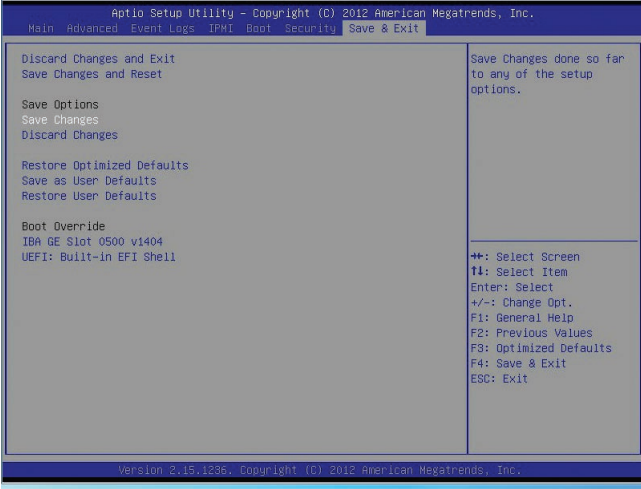 Aptio Setup Utility - Copyright (C) 2012 American Megatrends, Inc.
Main Advanced Event Logs IPMI Boot Security Save & Exit
Discard Changes and Exit
Save Changes and Reset
Save Options
Save Changes
Discard Changes
Restore Optimized Defaults
Save as User Defaults
Restore User Defaults
Boot Override
IBA GE Slot 0500 v1404
UEFI: Built-in EFI Shell
Save Changes done so far
to any of the setup
options.
→←: Select Screen
↑↓: Select Item
Enter: Select
+/-: Change Opt.
F1: General Help
F2: Previous Values
F3: Optimized Defaults
F4: Save & Exit
ESC: Exit
Version 2.15.1236. Copyright (C) 2012 American Megatrends, Inc.